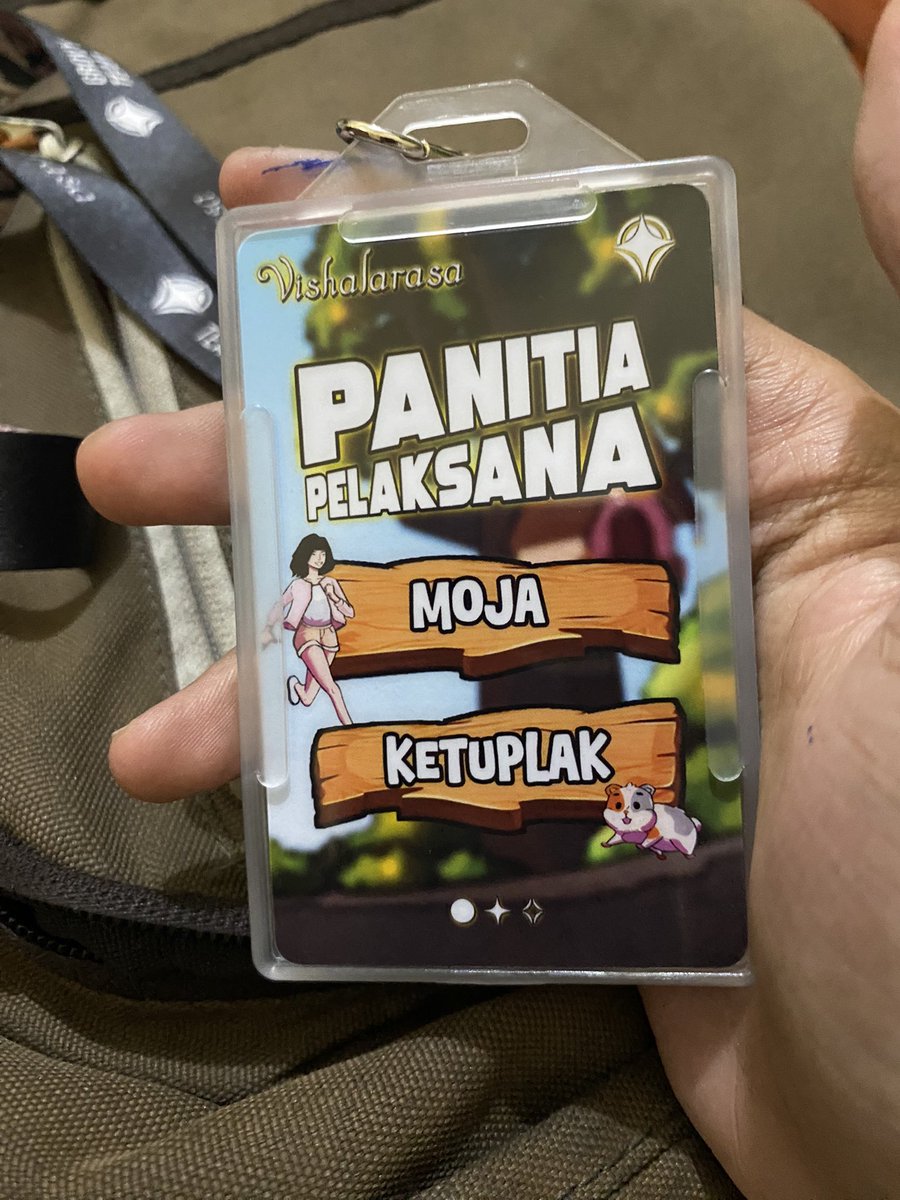 Vishalarasa
PANITIA
PELAKSANA
MOJA
KETUPLAK